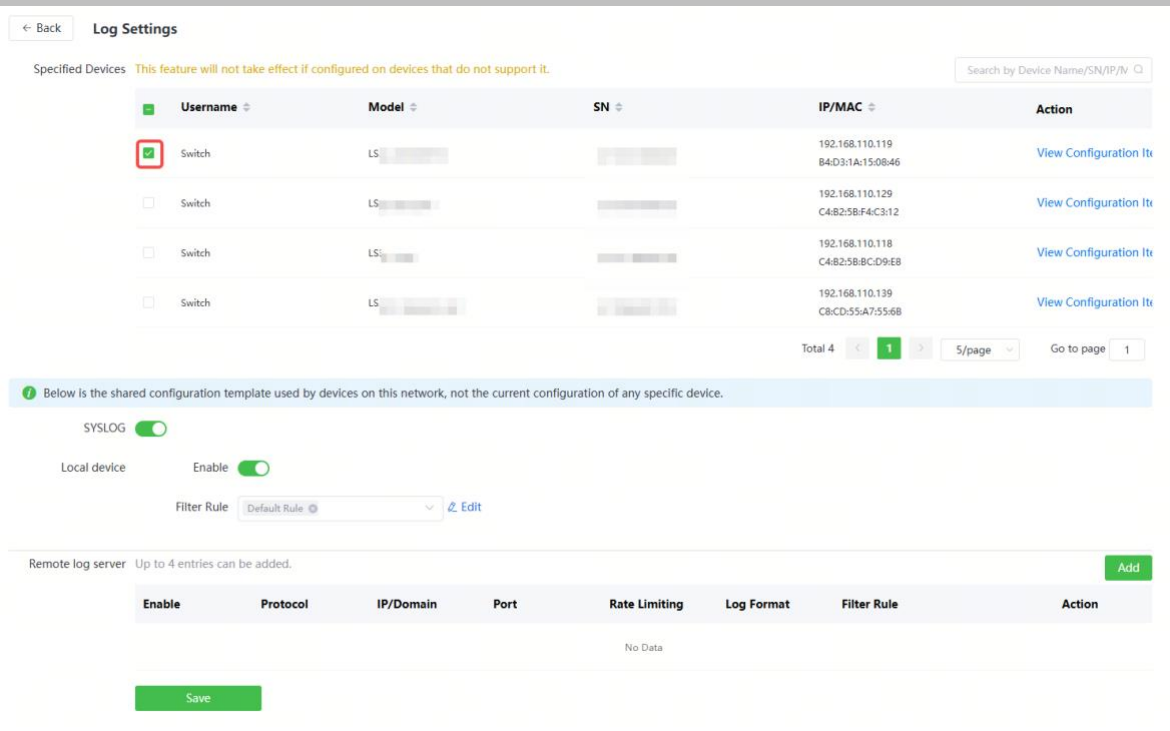 ← Back Log Settings
Specified Devices This feature will not take effect if configured on devices that do not support it. Search by Device Name/SN/IP/M
Username Model SN IP/MAC Action
Switch LS 192.168.110.119 View Configuration Ite
B4:D3:1A:15:08:46
Switch LS 192.168.110.129 View Configuration Ite
C4:B2:5B:F4:C3:12
Switch LS 192.168.110.118 View Configuration Ite
C4:B2:5B:BC:D9:E8
Switch LS 192.168.110.139 View Configuration Ite
C8:CD:55:A7:55:6B
Total 4 < 1 > 5/page Go to page 1
Below is the shared configuration template used by devices on this network, not the current configuration of any specific device.
SYSLOG
Local device Enable
Filter Rule Default Rule Edit
Remote log server Up to 4 entries can be added. Add
Enable Protocol IP/Domain Port Rate Limiting Log Format Filter Rule Action
No Data
Save